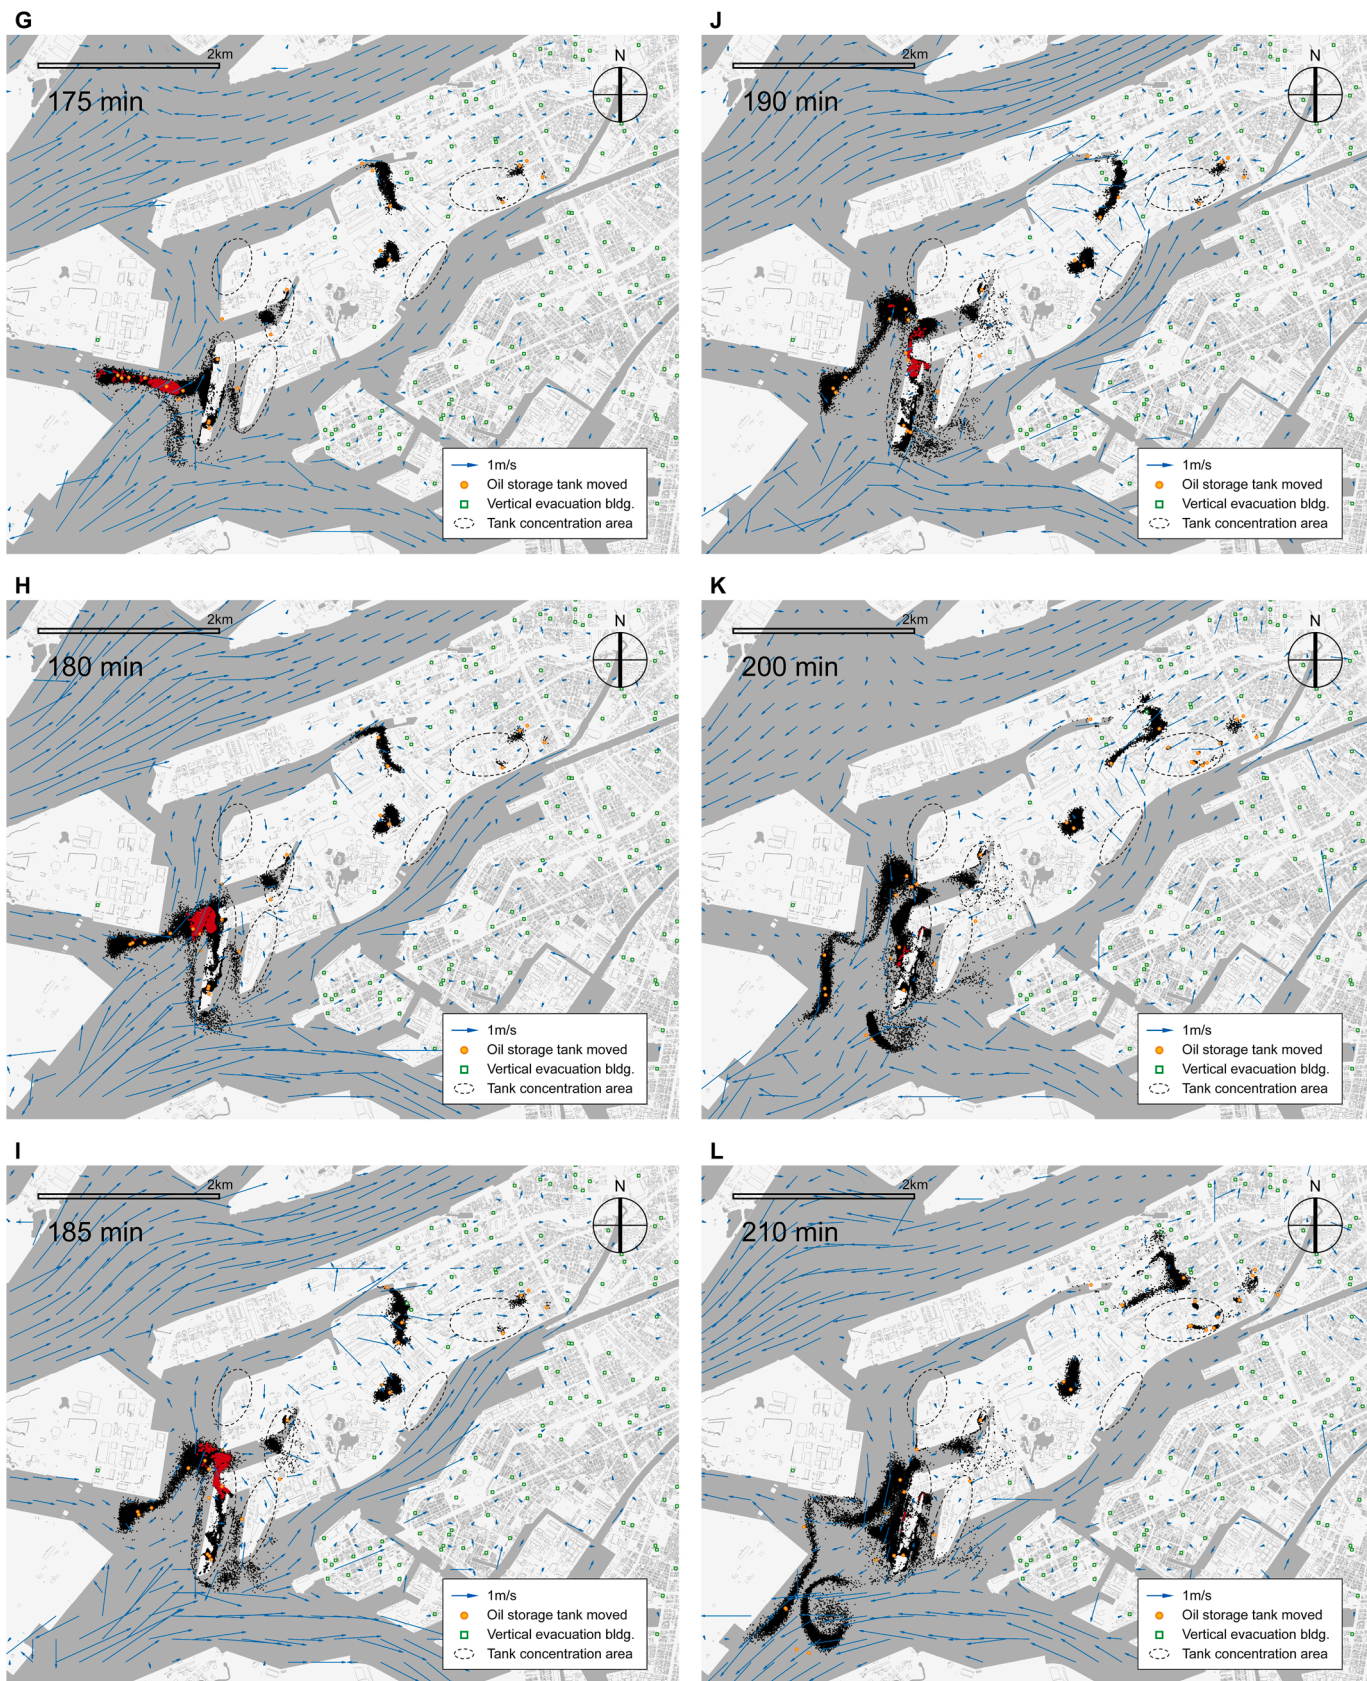 G
2km
175 min
N
1m/s
Oil storage tank moved
Vertical evacuation bldg.
Tank concentration area
J
2km
190 min
N
1m/s
Oil storage tank moved
Vertical evacuation bldg.
Tank concentration area
H
2km
180 min
N
1m/s
Oil storage tank moved
Vertical evacuation bldg.
Tank concentration area
K
2km
200 min
N
1m/s
Oil storage tank moved
Vertical evacuation bldg.
Tank concentration area
I
2km
185 min
N
1m/s
Oil storage tank moved
Vertical evacuation bldg.
Tank concentration area
L
2km
210 min
N
1m/s
Oil storage tank moved
Vertical evacuation bldg.
Tank concentration area